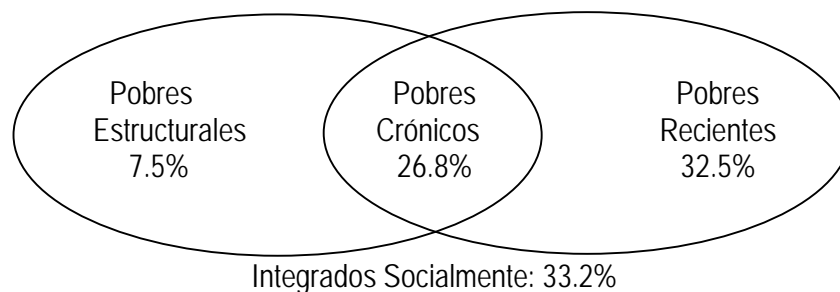 Pobres
Estructurales
7.5%
Pobres
Crónicos
26.8%
Pobres
Recientes
32.5%
Integrados Socialmente: 33.2%